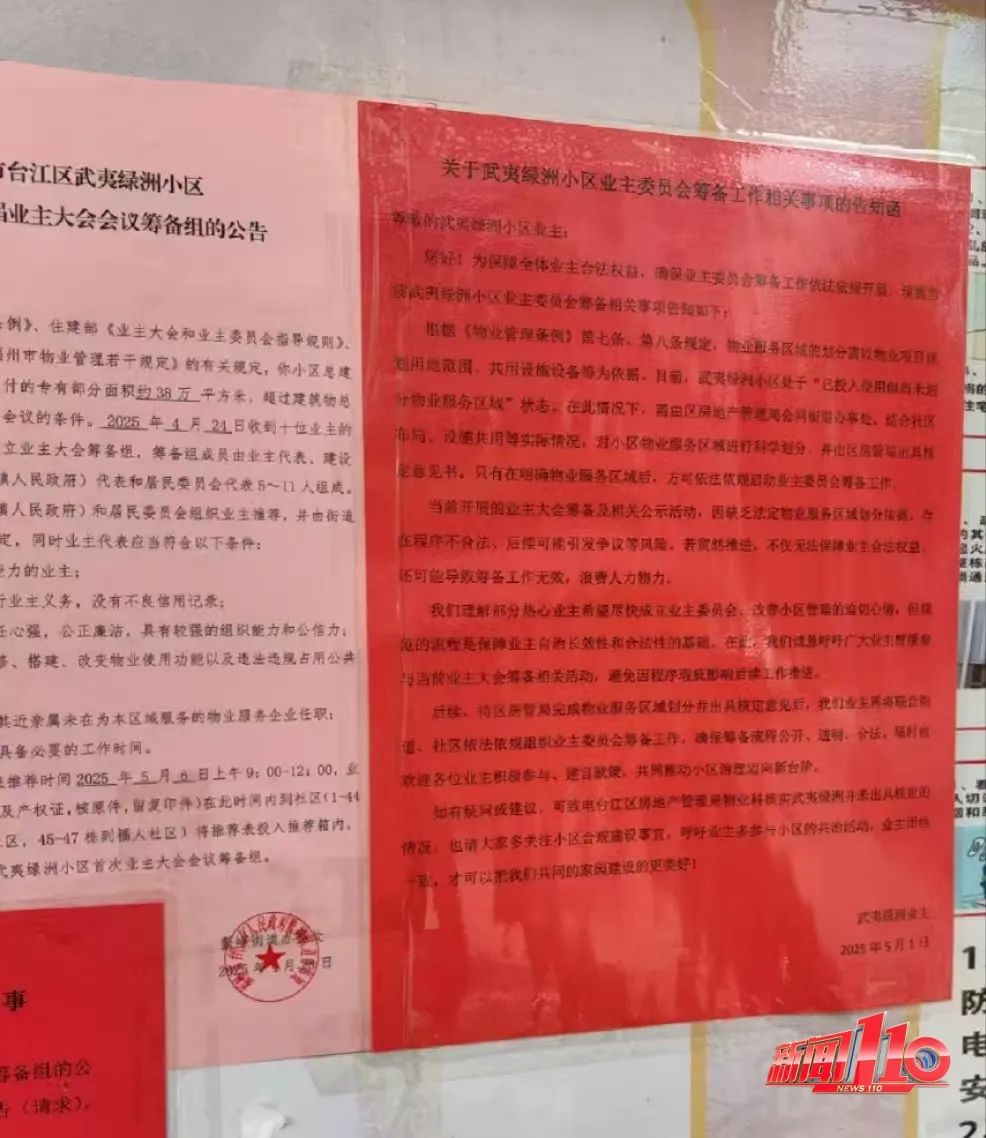 市台江区武夷绿洲小区
届业主大会会议筹备组的公告
条例》、住建部《业主大会和业主委员会指导规则》、
福州市物业管理若干规定》的有关规定，你小区总建
付的专有部分面积约38万 平方米，超过建筑物总
会议的条件。2025 年 4 月 24日收到十位业主的
立业主大会筹备组，筹备组成员由业主代表、建设
镇人民政府）代表和居民委员会代表5～11人组成。
镇人民政府）和居民委员会组织业主推荐，并由街道
定，同时业主代表应当符合以下条件：
能力的业主；
行业主义务，没有不良信用记录；
任心强，公正廉洁，具有较强的组织能力和公信力；
修、搭建、改变物业使用功能以及违法违规占用公共
其近亲属未在为本区域服务的物业服务企业任职；
具备必要的工作时间。
推荐时间 2025 年 5 月 6 日上午 9：00-12：00，业
及产权证，核原件，留复印件)在此时间内到社区(1-44
社区，45-47 栋到福人社区）将推荐表投入推荐箱内，
武夷绿洲小区首次业主大会会议筹备组。
街道
年 月 日
事
筹备组的公
告（请求）。
关于武夷绿洲小区业主委员会筹备工作相关事项的告知函
尊敬的武夷绿洲小区业主：
您好！为保障全体业主合法权益，确保业主委员会筹备工作依法依规开展，现就当
前武夷绿洲小区业主委员会筹备相关事项告知如下：
根据《物业管理条例》第七条、第八条规定，物业服务区域的划分需以物业项目规
划用地范围、共用设施设备等为依据。目前，武夷绿洲小区处于“已投入使用但尚未划
分物业服务区域”状态。在此情况下，需由区房地产管理局会同街道办事处，结合社区
布局、设施共用等实际情况，对小区物业服务区域进行科学划分，并由区房管局出具核
定意见书。只有在明确物业服务区域后，方可依法依规启动业主委员会筹备工作。
当前开展的业主大会筹备及相关公示活动，因缺乏法定物业服务区域划分依据，存
在程序不合法、后续可能引发争议等风险。若贸然推进，不仅无法保障业主合法权益，
还可能导致筹备工作无效，浪费人力物力。
我们理解部分热心业主希望尽快成立业主委员会、改善小区管理的迫切心情，但规
范的流程是保障业主自治长效性和合法性的基础。在此，我们诚恳呼吁广大业主暂缓参
与当前业主大会筹备相关活动，避免因程序瑕疵影响后续工作推进。
后续，待区房管局完成物业服务区域划分并出具核定意见后，我们业主再将联合街
道、社区依法依规组织业主委员会筹备工作，确保筹备流程公开、透明、合法，届时也
欢迎各位业主积极参与、建言献策，共同推动小区治理迈向新台阶。
如有疑问或建议，可致电台江区房地产管理局物业科核实武夷绿洲并未出具核定的
情况，也请大家多关注小区合规建设事宜，呼吁业主多参与小区的共治活动，业主团结
一致，才可以把我们共同的家园建设的更美好！
武夷绿洲业主
2025 年 5 月 1 日
1
防
电
安
2.
新闻110
NEWS 110